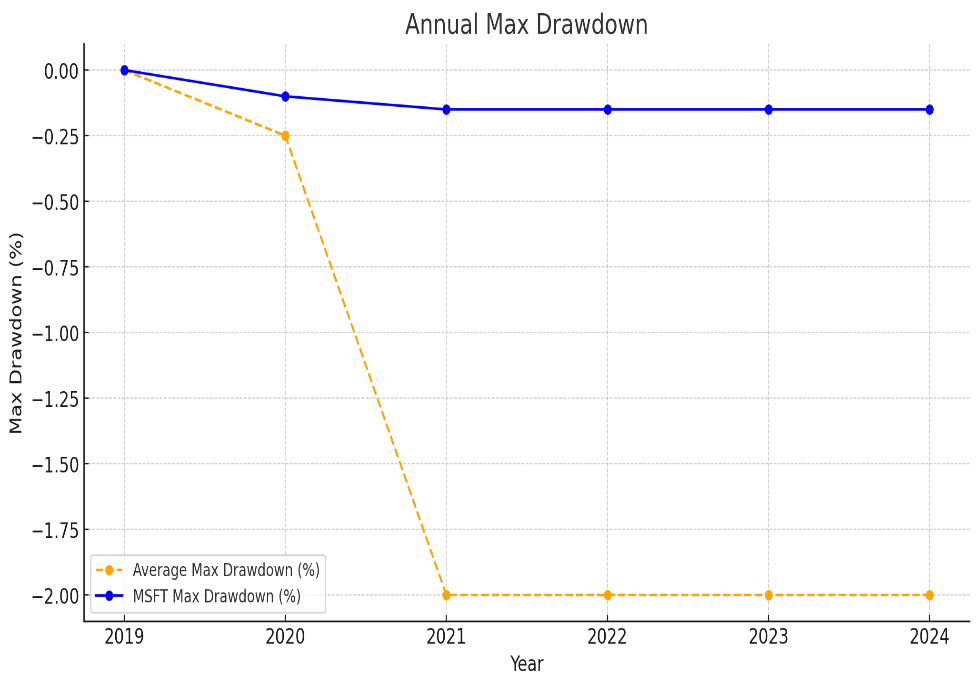 Annual Max Drawdown
Max Drawdown (%)
0.00
−0.25
−0.50
−0.75
−1.00
−1.25
−1.50
−1.75
−2.00
Average Max Drawdown (%)
MSFT Max Drawdown (%)
2019 2020 2021 2022 2023 2024
Year